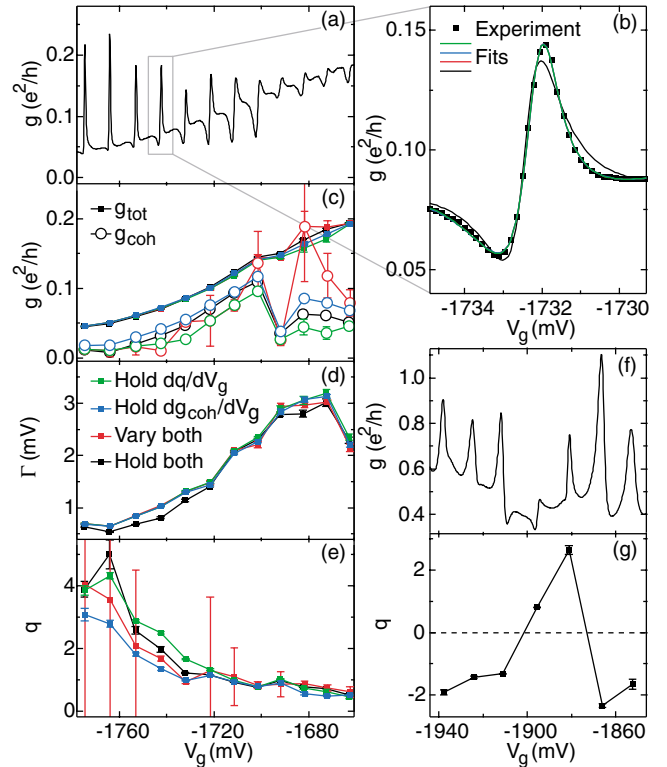 (a)
g (e²/h)
0.2
0.1
0.0
(b)
Experiment
Fits
g (e²/h)
0.15
0.10
0.05
-1734
-1732
-1730
V_g (mV)
(c)
g_tot
g_coh
g (e²/h)
0.2
0.1
0.0
(d)
Hold dq/dV_g
Hold dg_coh/dV_g
Vary both
Hold both
Γ (mV)
3
2
1
(e)
q
4
2
0
-1760
-1720
-1680
V_g (mV)
(f)
g (e²/h)
1.0
0.8
0.6
0.4
(g)
q
2
0
-2
-1940
-1900
-1860
V_g (mV)